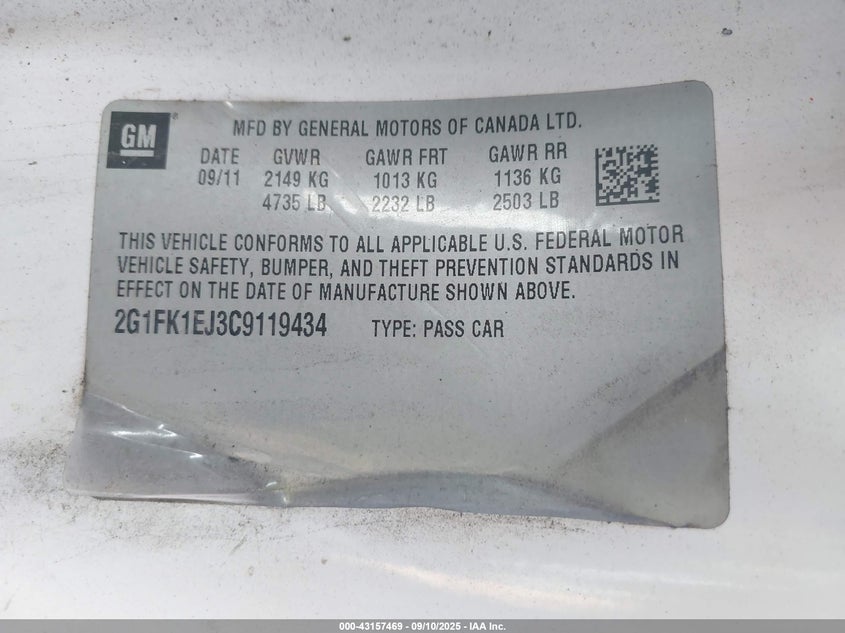 GM
MFD BY GENERAL MOTORS OF CANADA LTD.
DATE GVWR GAWR FRT GAWR RR
09/11 2149 KG 1013 KG 1136 KG
4735 LB 2232 LB 2503 LB
THIS VEHICLE CONFORMS TO ALL APPLICABLE U.S. FEDERAL MOTOR
VEHICLE SAFETY, BUMPER, AND THEFT PREVENTION STANDARDS IN
EFFECT ON THE DATE OF MANUFACTURE SHOWN ABOVE.
2G1FK1EJ3C9119434 TYPE: PASS CAR
000-43157469 - 09/10/2025 - IAA Inc.